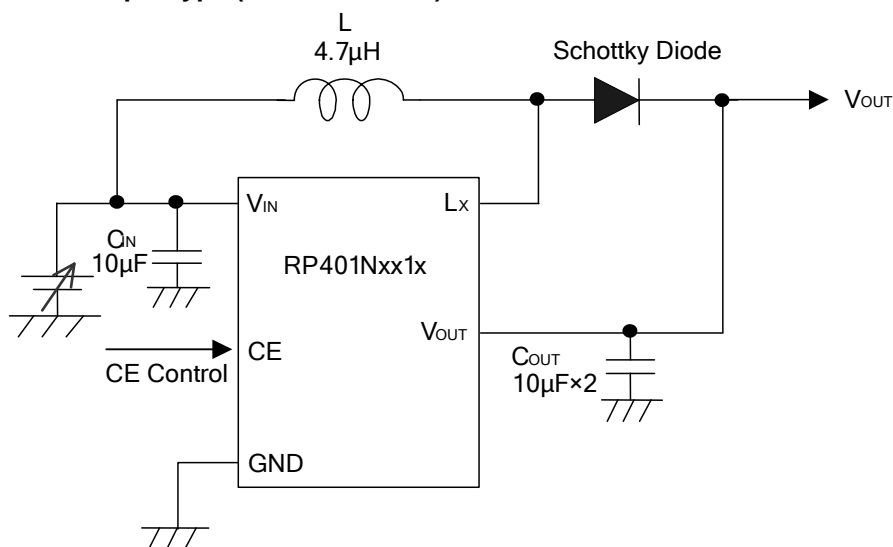 L
4.7µH
Schottky Diode
VOUT
VIN
LX
CIN
10µF
RP401Nxx1x
VOUT
CE
CE Control
COUT
10µF×2
GND